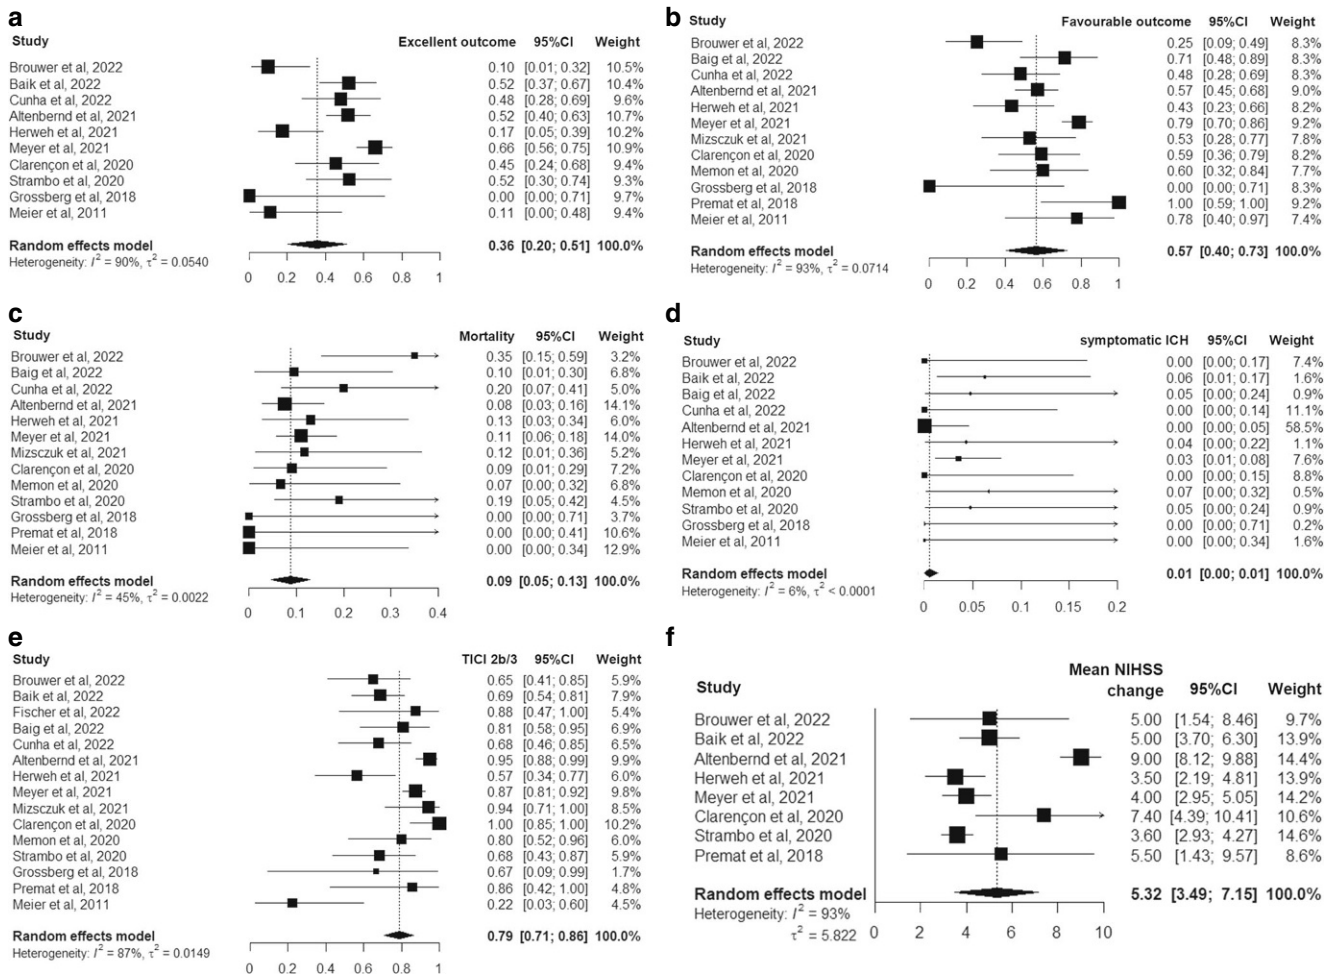 a
Study Excellent outcome 95%CI Weight
Brouwer et al, 2022 0.10 [0.01; 0.32] 10.5%
Baik et al, 2022 0.52 [0.37; 0.67] 10.4%
Cunha et al, 2022 0.48 [0.28; 0.69] 9.6%
Altenbernd et al, 2021 0.52 [0.40; 0.63] 10.7%
Herweh et al, 2021 0.17 [0.05; 0.39] 10.2%
Meyer et al, 2021 0.66 [0.56; 0.75] 10.9%
Clarençon et al, 2020 0.45 [0.24; 0.68] 9.4%
Strambo et al, 2020 0.52 [0.30; 0.74] 9.3%
Grossberg et al, 2018 0.00 [0.00; 0.71] 9.7%
Meier et al, 2011 0.11 [0.00; 0.48] 9.4%
Random effects model 0.36 [0.20; 0.51] 100.0%
Heterogeneity: I² = 90%, τ² = 0.0540
0 0.2 0.4 0.6 0.8 1
b
Study Favourable outcome 95%CI Weight
Brouwer et al, 2022 0.25 [0.09; 0.49] 8.3%
Baig et al, 2022 0.71 [0.48; 0.89] 8.3%
Cunha et al, 2022 0.48 [0.28; 0.69] 8.3%
Altenbernd et al, 2021 0.57 [0.45; 0.68] 9.0%
Herweh et al, 2021 0.43 [0.23; 0.66] 8.2%
Meyer et al, 2021 0.79 [0.70; 0.86] 9.2%
Mizsczuk et al, 2021 0.53 [0.28; 0.77] 7.8%
Clarençon et al, 2020 0.59 [0.36; 0.79] 8.2%
Memon et al, 2020 0.60 [0.32; 0.84] 7.7%
Grossberg et al, 2018 0.00 [0.00; 0.71] 8.3%
Premat et al, 2018 1.00 [0.59; 1.00] 9.2%
Meier et al, 2011 0.78 [0.40; 0.97] 7.4%
Random effects model 0.57 [0.40; 0.73] 100.0%
Heterogeneity: I² = 93%, τ² = 0.0714
0 0.2 0.4 0.6 0.8 1
c
Study Mortality 95%CI Weight
Brouwer et al, 2022 0.35 [0.15; 0.59] 3.2%
Baig et al, 2022 0.10 [0.01; 0.30] 6.8%
Cunha et al, 2022 0.20 [0.07; 0.41] 5.0%
Altenbernd et al, 2021 0.08 [0.03; 0.16] 14.1%
Herweh et al, 2021 0.13 [0.03; 0.34] 6.0%
Meyer et al, 2021 0.11 [0.06; 0.18] 14.0%
Mizsczuk et al, 2021 0.12 [0.01; 0.36] 5.2%
Clarençon et al, 2020 0.09 [0.01; 0.29] 7.2%
Memon et al, 2020 0.07 [0.00; 0.32] 6.8%
Strambo et al, 2020 0.19 [0.05; 0.42] 4.5%
Grossberg et al, 2018 0.00 [0.00; 0.71] 3.7%
Premat et al, 2018 0.00 [0.00; 0.41] 10.6%
Meier et al, 2011 0.00 [0.00; 0.34] 12.9%
Random effects model 0.09 [0.05; 0.13] 100.0%
Heterogeneity: I² = 45%, τ² = 0.0022
0 0.1 0.2 0.3 0.4
d
Study symptomatic ICH 95%CI Weight
Brouwer et al, 2022 0.00 [0.00; 0.17] 7.4%
Baik et al, 2022 0.06 [0.01; 0.17] 1.6%
Baig et al, 2022 0.05 [0.00; 0.24] 0.9%
Cunha et al, 2022 0.00 [0.00; 0.14] 11.1%
Altenbernd et al, 2021 0.00 [0.00; 0.05] 58.5%
Herweh et al, 2021 0.04 [0.00; 0.22] 1.1%
Meyer et al, 2021 0.03 [0.01; 0.08] 7.6%
Clarençon et al, 2020 0.00 [0.00; 0.15] 8.8%
Memon et al, 2020 0.07 [0.00; 0.32] 0.5%
Strambo et al, 2020 0.05 [0.00; 0.24] 0.9%
Grossberg et al, 2018 0.00 [0.00; 0.71] 0.2%
Meier et al, 2011 0.00 [0.00; 0.34] 1.6%
Random effects model 0.01 [0.00; 0.01] 100.0%
Heterogeneity: I² = 6%, τ² < 0.0001
0 0.05 0.1 0.15 0.2
e
Study TICI 2b/3 95%CI Weight
Brouwer et al, 2022 0.65 [0.41; 0.85] 5.9%
Baik et al, 2022 0.69 [0.54; 0.81] 7.9%
Fischer et al, 2022 0.88 [0.47; 1.00] 5.4%
Baig et al, 2022 0.81 [0.58; 0.95] 6.9%
Cunha et al, 2022 0.68 [0.46; 0.85] 6.5%
Altenbernd et al, 2021 0.95 [0.88; 0.99] 9.9%
Herweh et al, 2021 0.57 [0.34; 0.77] 6.0%
Meyer et al, 2021 0.87 [0.81; 0.92] 9.8%
Mizsczuk et al, 2021 0.94 [0.71; 1.00] 8.5%
Clarençon et al, 2020 1.00 [0.85; 1.00] 10.2%
Memon et al, 2020 0.80 [0.52; 0.96] 6.0%
Strambo et al, 2020 0.68 [0.43; 0.87] 5.9%
Grossberg et al, 2018 0.67 [0.09; 0.99] 1.7%
Premat et al, 2018 0.86 [0.42; 1.00] 4.8%
Meier et al, 2011 0.22 [0.03; 0.60] 4.5%
Random effects model 0.79 [0.71; 0.86] 100.0%
Heterogeneity: I² = 87%, τ² = 0.0149
0 0.2 0.4 0.6 0.8 1
f
Mean NIHSS
Study change 95%CI Weight
Brouwer et al, 2022 5.00 [1.54; 8.46] 9.7%
Baik et al, 2022 5.00 [3.70; 6.30] 13.9%
Altenbernd et al, 2021 9.00 [8.12; 9.88] 14.4%
Herweh et al, 2021 3.50 [2.19; 4.81] 13.9%
Meyer et al, 2021 4.00 [2.95; 5.05] 14.2%
Clarençon et al, 2020 7.40 [4.39; 10.41] 10.6%
Strambo et al, 2020 3.60 [2.93; 4.27] 14.6%
Premat et al, 2018 5.50 [1.43; 9.57] 8.6%
Random effects model 5.32 [3.49; 7.15] 100.0%
Heterogeneity: I² = 93%
τ² = 5.822
0 2 4 6 8 10